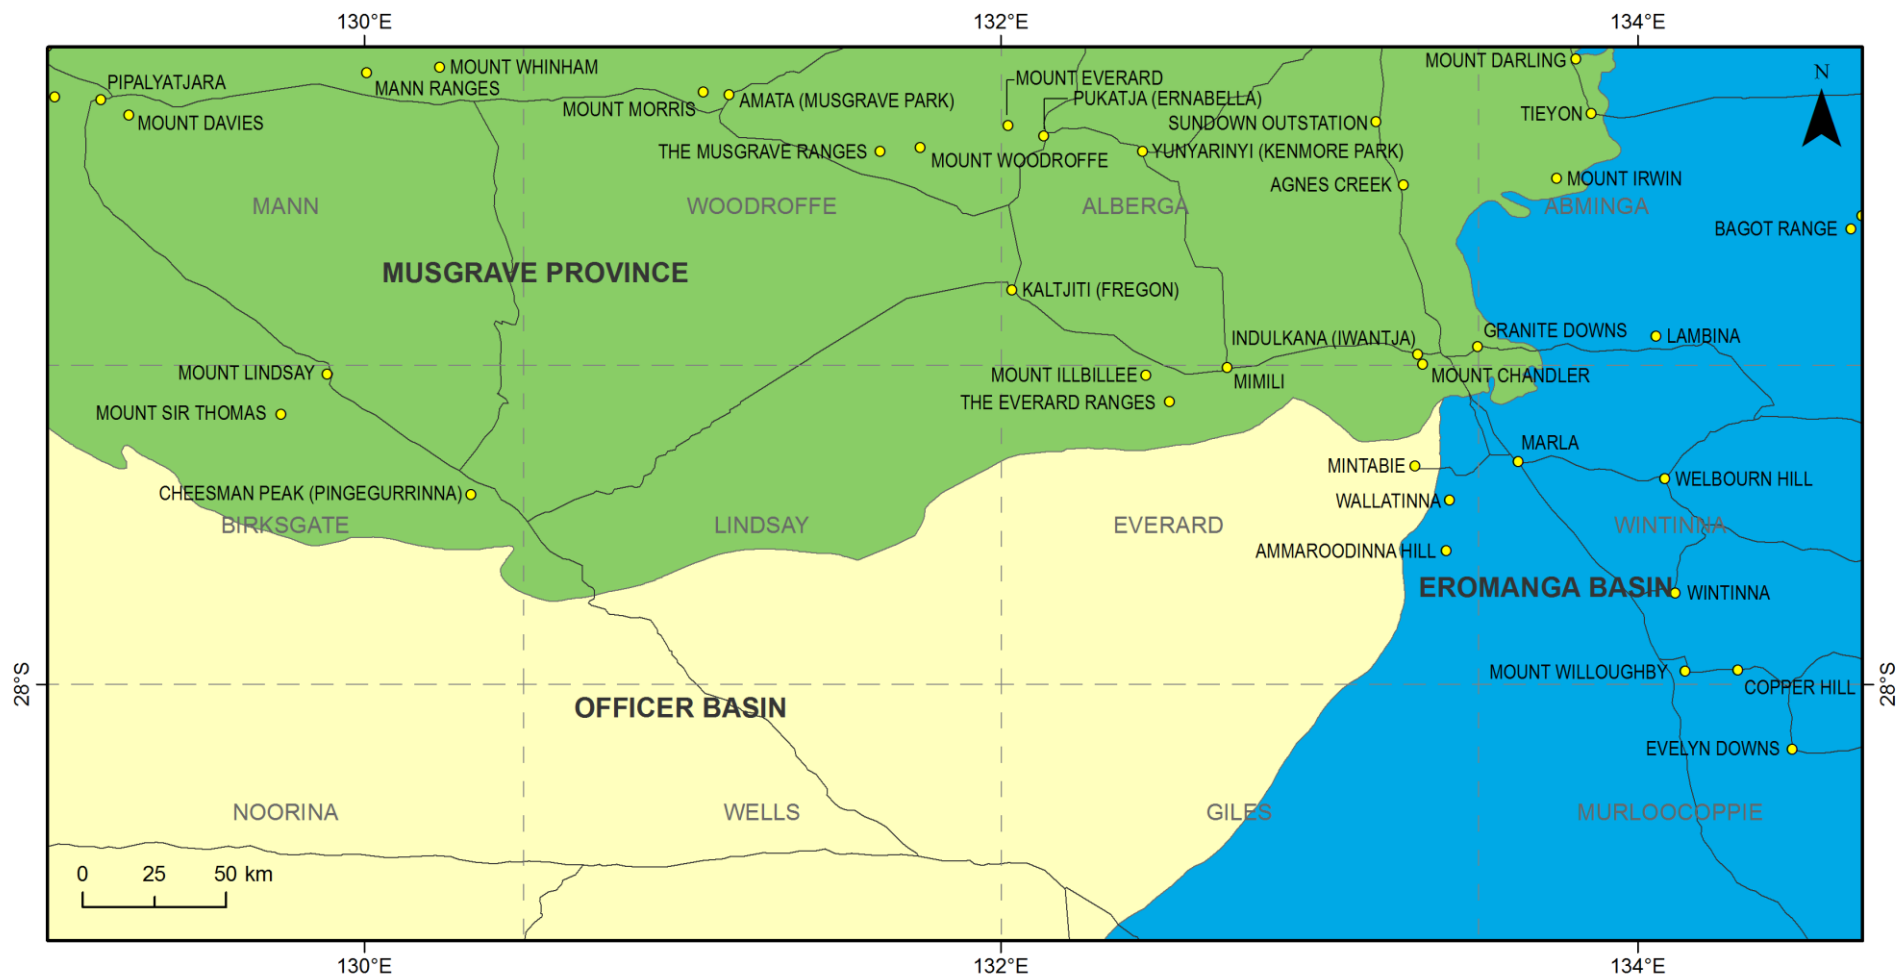 130°E
132°E
134°E
MOUNT DARLING
MOUNT WHINHAM
N
MOUNT EVERARD
PIPALYATJARA
MANN RANGES
PUKATJA (ERNABELLA)
AMATA (MUSGRAVE PARK)
MOUNT MORRIS
TIEYON
MOUNT DAVIES
SUNDOWN OUTSTATION
THE MUSGRAVE RANGES
MOUNT WOODROFFE
YUNYARINYI (KENMORE PARK)
MOUNT IRWIN
AGNES CREEK
MANN
WOODROFFE
ALBERGA
ABMINGA
BAGOT RANGE
MUSGRAVE PROVINCE
KALTJITI (FREGON)
GRANITE DOWNS
INDULKANA (IWANTJA)
LAMBINA
MOUNT LINDSAY
MOUNT ILLBILLEE
MIMILI
MOUNT CHANDLER
THE EVERARD RANGES
MOUNT SIR THOMAS
MARLA
MINTABIE
WELBOURN HILL
CHEESMAN PEAK (PINGEGURRINNA)
WALLATINNA
BIRKSGATE
LINDSAY
EVERARD
WINTINNA
AMMAROODINNA HILL
EROMANGA BASIN
WINTINNA
28°S
MOUNT WILLOUGHBY
COPPER HILL
28°S
OFFICER BASIN
EVELYN DOWNS
NOORINA
WELLS
GILES
MURLOOCOPPIE
0 25 50 km
130°E
132°E
134°E